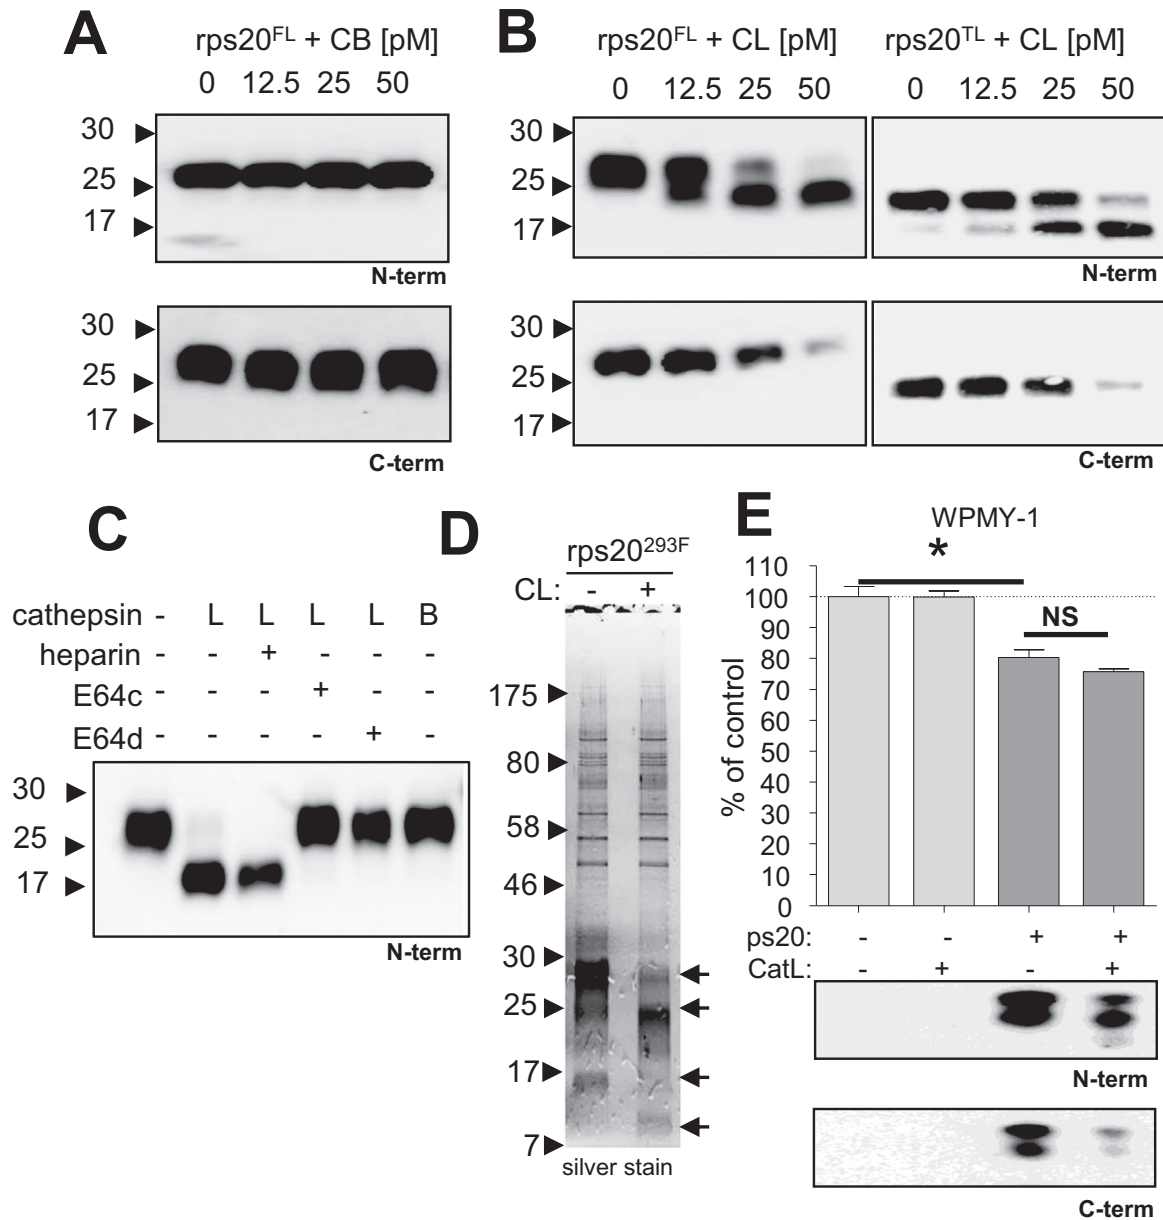 A
rps20FL + CB [pM]
0 12.5 25 50
30
25
17
N-term
30
25
17
C-term
B
rps20FL + CL [pM]
0 12.5 25 50
rps20TL + CL [pM]
0 12.5 25 50
30
25
17
N-term
30
25
17
C-term
C
cathepsin - L L L L B
heparin - - + - - -
E64c - - - + - -
E64d - - - - + -
30
25
17
N-term
D
rps20293F
CL: - +
175
80
58
46
30
25
17
7
silver stain
E
WPMY-1
*
NS
% of control
110
100
90
80
70
60
50
40
30
20
10
0
ps20: - - + +
CatL: - + - +
N-term
C-term